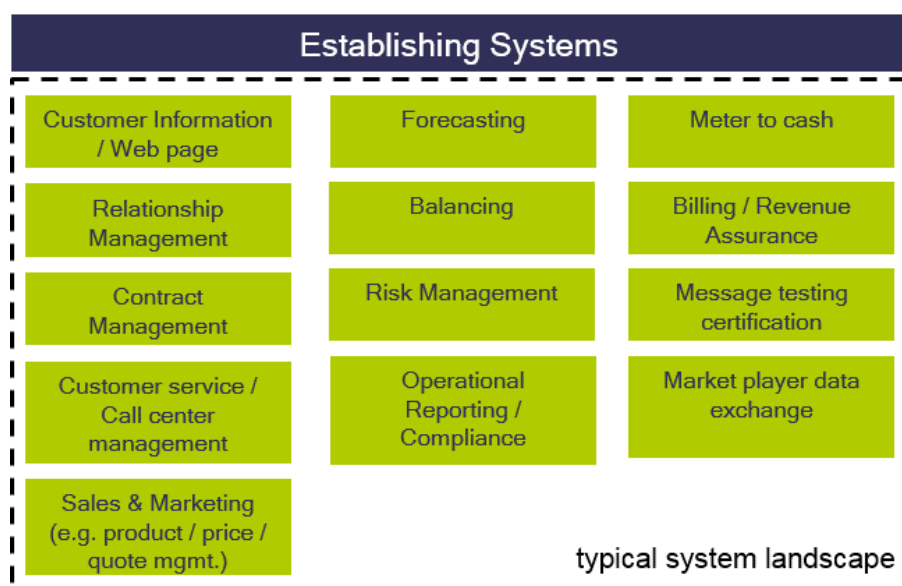 Establishing Systems
Customer Information
/ Web page
Relationship
Management
Contract
Management
Customer service /
Call center
management
Sales & Marketing
(e.g. product / price /
quote mgmt.)
Forecasting
Balancing
Risk Management
Operational
Reporting /
Compliance
Meter to cash
Billing / Revenue
Assurance
Message testing
certification
Market player data
exchange
typical system landscape